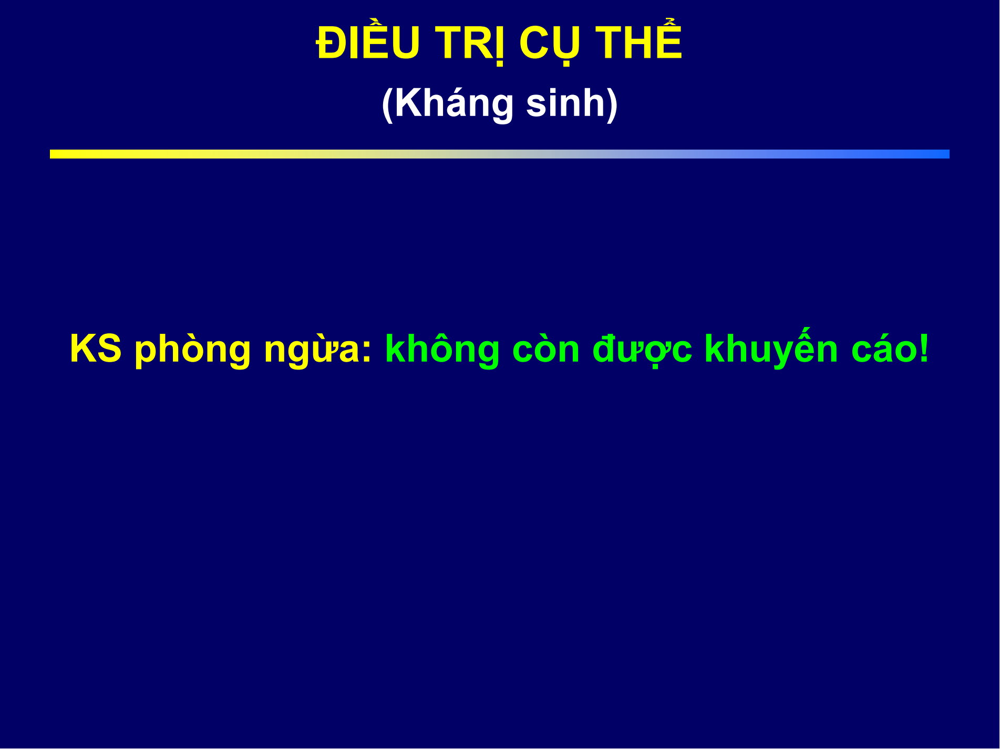 ĐIỀU TRỊ CỤ THỂ
(Kháng sinh)
KS phòng ngừa: không còn được khuyến cáo!